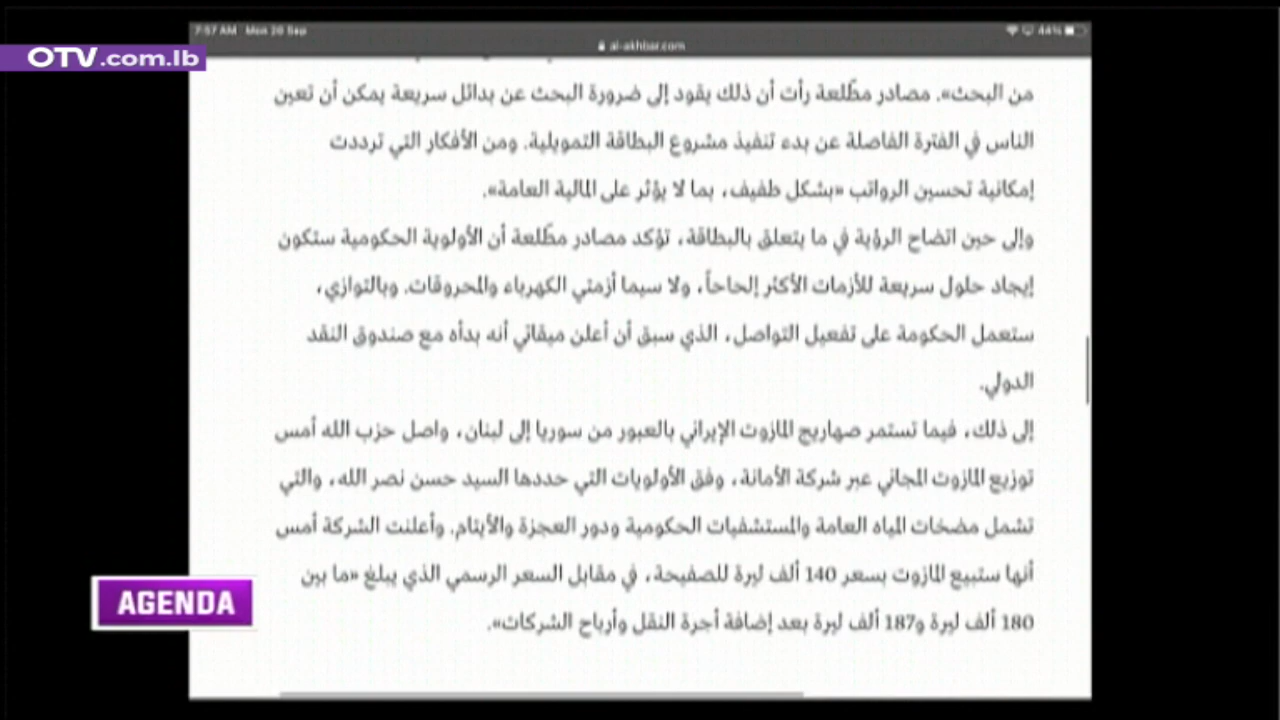 7:57 AM Mon 20 Sep
44%
al-akhbar.com
OTV.com.lb
من البحث». مصادر مطّلعة رأت أن ذلك يقود إلى ضرورة البحث عن بدائل سريعة يمكن أن تعين
الناس في الفترة الفاصلة عن بدء تنفيذ مشروع البطاقة التمويلية. ومن الأفكار التي ترددت
إمكانية تحسين الرواتب «بشكل طفيف، بما لا يؤثر على المالية العامة».
وإلى حين اتضاح الرؤية في ما يتعلق بالبطاقة، تؤكد مصادر مطّلعة أن الأولوية الحكومية ستكون
إيجاد حلول سريعة للأزمات الأكثر إلحاحاً، ولا سيما أزمتي الكهرباء والمحروقات. وبالتوازي،
ستعمل الحكومة على تفعيل التواصل، الذي سبق أن أعلن ميقاتي أنه بدأه مع صندوق النقد
الدولي.
إلى ذلك، فيما تستمر صهاريج المازوت الإيراني بالعبور من سوريا إلى لبنان، واصل حزب الله أمس
توزيع المازوت المجاني عبر شركة الأمانة، وفق الأولويات التي حددها السيد حسن نصر الله، والتي
تشمل مضخات المياه العامة والمستشفيات الحكومية ودور العجزة والأيتام. وأعلنت الشركة أمس
أنها ستبيع المازوت بسعر 140 ألف ليرة للصفيحة، في مقابل السعر الرسمي الذي يبلغ «ما بين
180 ألف ليرة و187 ألف ليرة بعد إضافة أجرة النقل وأرباح الشركات».
AGENDA